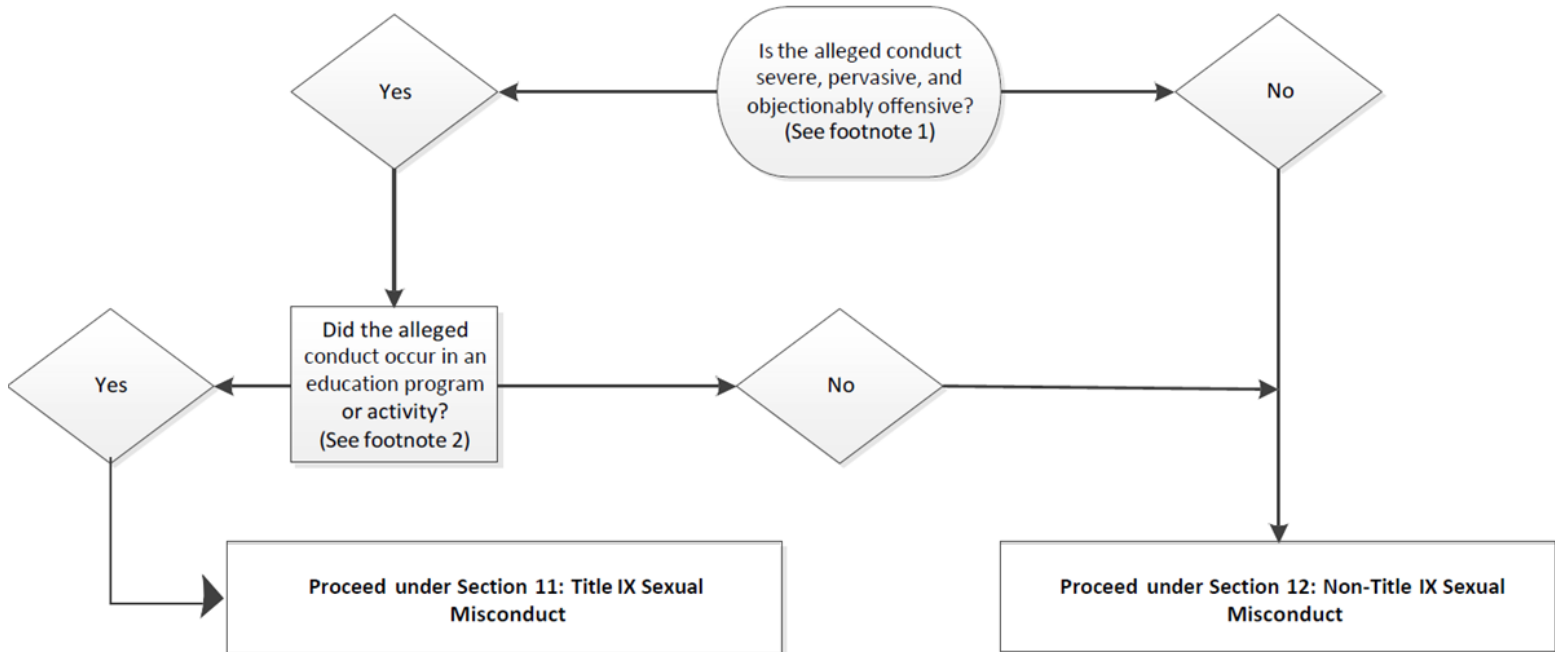 Is the alleged conduct
severe, pervasive, and
objectionably offensive?
(See footnote 1)
Yes
No
Did the alleged
conduct occur in an
education program
or activity?
(See footnote 2)
Yes
No
Proceed under Section 11: Title IX Sexual
Misconduct
Proceed under Section 12: Non-Title IX Sexual
Misconduct